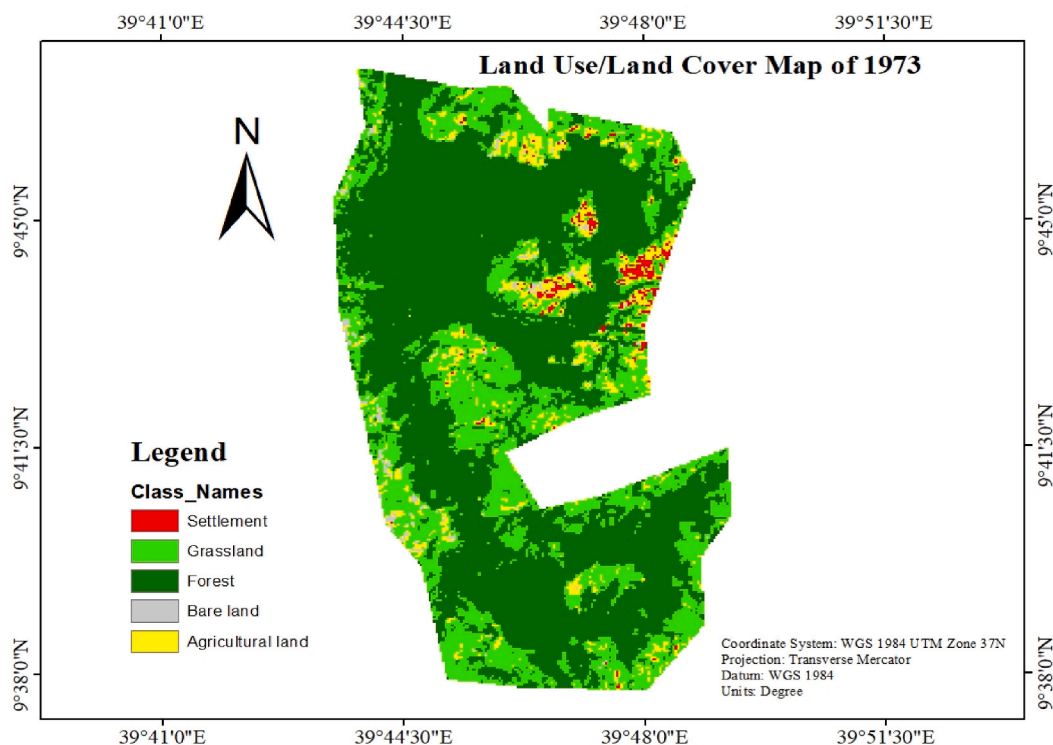 39°41'0"E 39°44'30"E 39°48'0"E 39°51'30"E
Land Use/Land Cover Map of 1973
N
9°45'0"N 9°45'0"N
9°41'30"N 9°41'30"N
Legend
Class_Names
Settlement
Grassland
Forest
Bare land
Agricultural land
Coordinate System: WGS 1984 UTM Zone 37N
Projection: Transverse Mercator
Datum: WGS 1984
Units: Degree
9°38'0"N 9°38'0"N
39°41'0"E 39°44'30"E 39°48'0"E 39°51'30"E